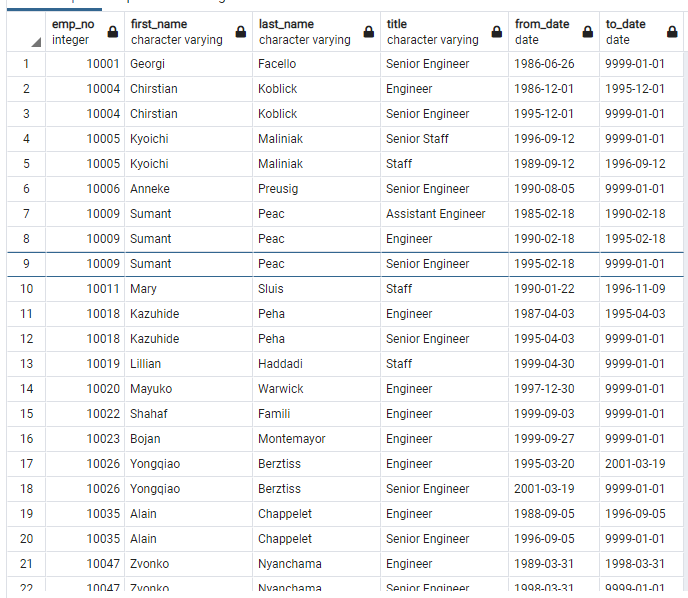 emp_no integer first_name character varying last_name character varying title character varying from_date date to_date date
1 10001 Georgi Facello Senior Engineer 1986-06-26 9999-01-01
2 10004 Chirstian Koblick Engineer 1986-12-01 1995-12-01
3 10004 Chirstian Koblick Senior Engineer 1995-12-01 9999-01-01
4 10005 Kyoichi Maliniak Senior Staff 1996-09-12 9999-01-01
5 10005 Kyoichi Maliniak Staff 1989-09-12 1996-09-12
6 10006 Anneke Preusig Senior Engineer 1990-08-05 9999-01-01
7 10009 Sumant Peac Assistant Engineer 1985-02-18 1990-02-18
8 10009 Sumant Peac Engineer 1990-02-18 1995-02-18
9 10009 Sumant Peac Senior Engineer 1995-02-18 9999-01-01
10 10011 Mary Sluis Staff 1990-01-22 1996-11-09
11 10018 Kazuhide Peha Engineer 1987-04-03 1995-04-03
12 10018 Kazuhide Peha Senior Engineer 1995-04-03 9999-01-01
13 10019 Lillian Haddadi Staff 1999-04-30 9999-01-01
14 10020 Mayuko Warwick Engineer 1997-12-30 9999-01-01
15 10022 Shahaf Famili Engineer 1999-09-03 9999-01-01
16 10023 Bojan Montemayor Engineer 1999-09-27 9999-01-01
17 10026 Yongqiao Berztiss Engineer 1995-03-20 2001-03-19
18 10026 Yongqiao Berztiss Senior Engineer 2001-03-19 9999-01-01
19 10035 Alain Chappelet Engineer 1988-09-05 1996-09-05
20 10035 Alain Chappelet Senior Engineer 1996-09-05 9999-01-01
21 10047 Zvonko Nyanchama Engineer 1989-03-31 1998-03-31
22 10047 Zvonko Nyanchama Senior Engineer 1998-03-31 9999-01-01